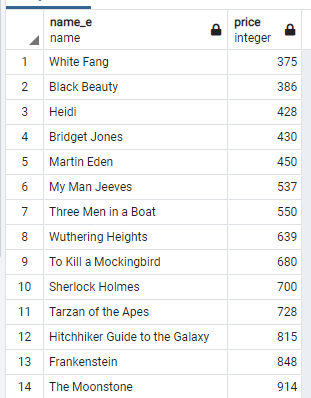 name_e price
name integer
1 White Fang 375
2 Black Beauty 386
3 Heidi 428
4 Bridget Jones 430
5 Martin Eden 450
6 My Man Jeeves 537
7 Three Men in a Boat 550
8 Wuthering Heights 639
9 To Kill a Mockingbird 680
10 Sherlock Holmes 700
11 Tarzan of the Apes 728
12 Hitchhiker Guide to the Galaxy 815
13 Frankenstein 848
14 The Moonstone 914